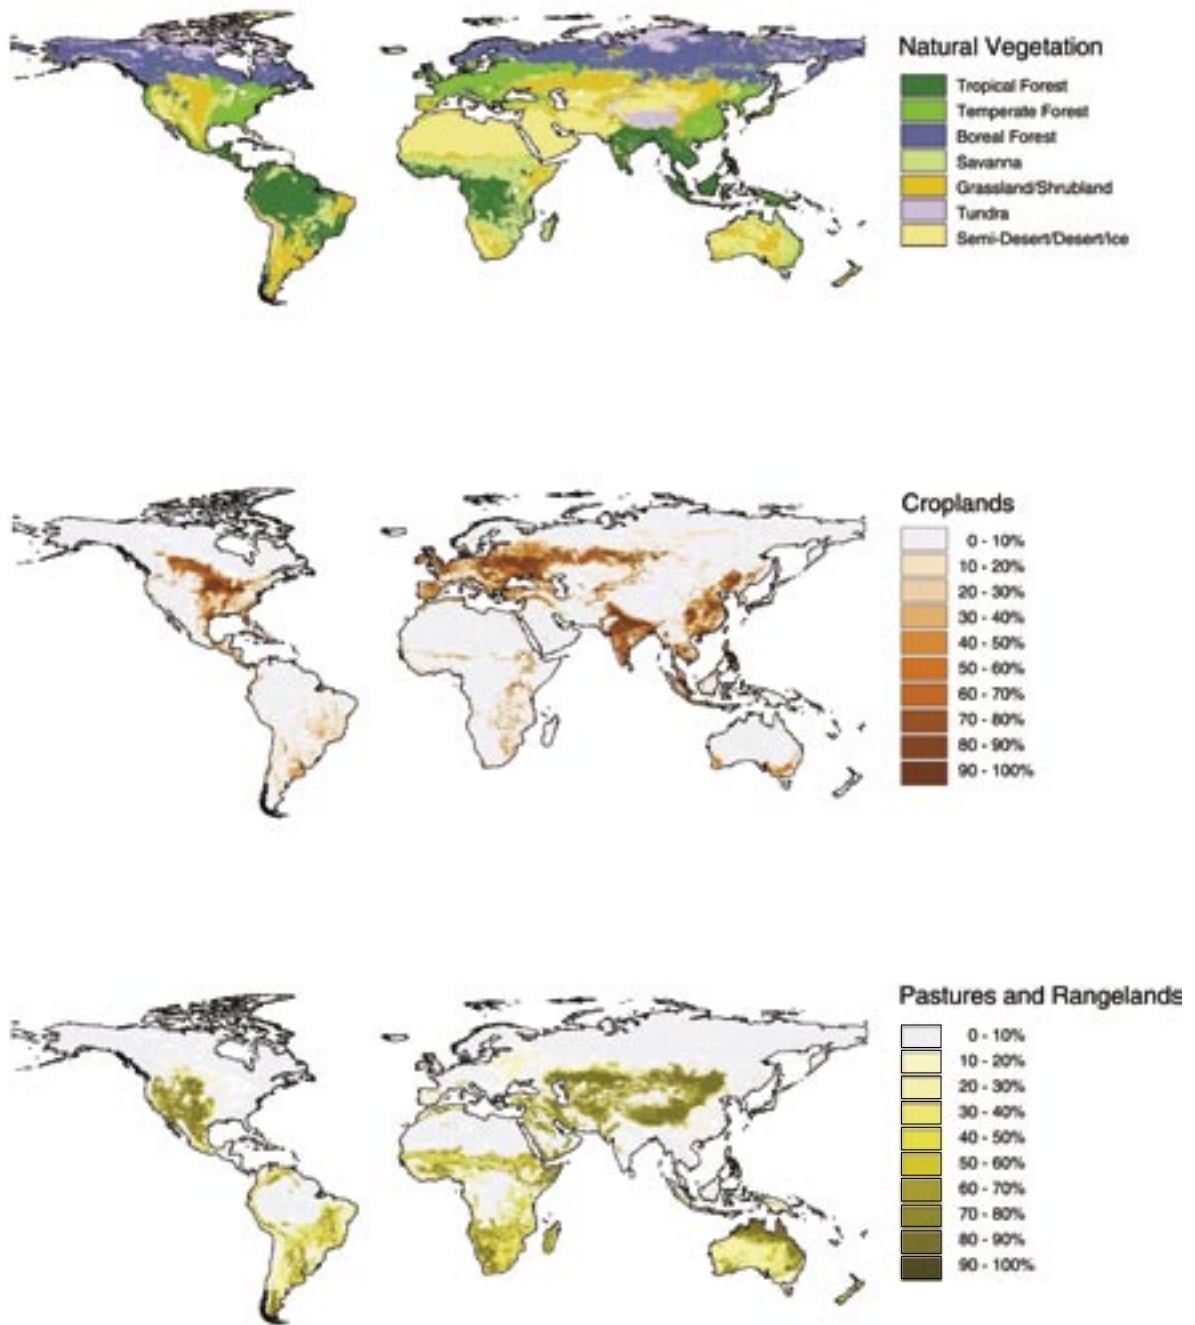 Natural Vegetation
Tropical Forest
Temperate Forest
Boreal Forest
Savanna
Grassland/Shrubland
Tundra
Semi-Desert/Desert/Ice
Croplands
0 - 10%
10 - 20%
20 - 30%
30 - 40%
40 - 50%
50 - 60%
60 - 70%
70 - 80%
80 - 90%
90 - 100%
Pastures and Rangelands
0 - 10%
10 - 20%
20 - 30%
30 - 40%
40 - 50%
50 - 60%
60 - 70%
70 - 80%
80 - 90%
90 - 100%